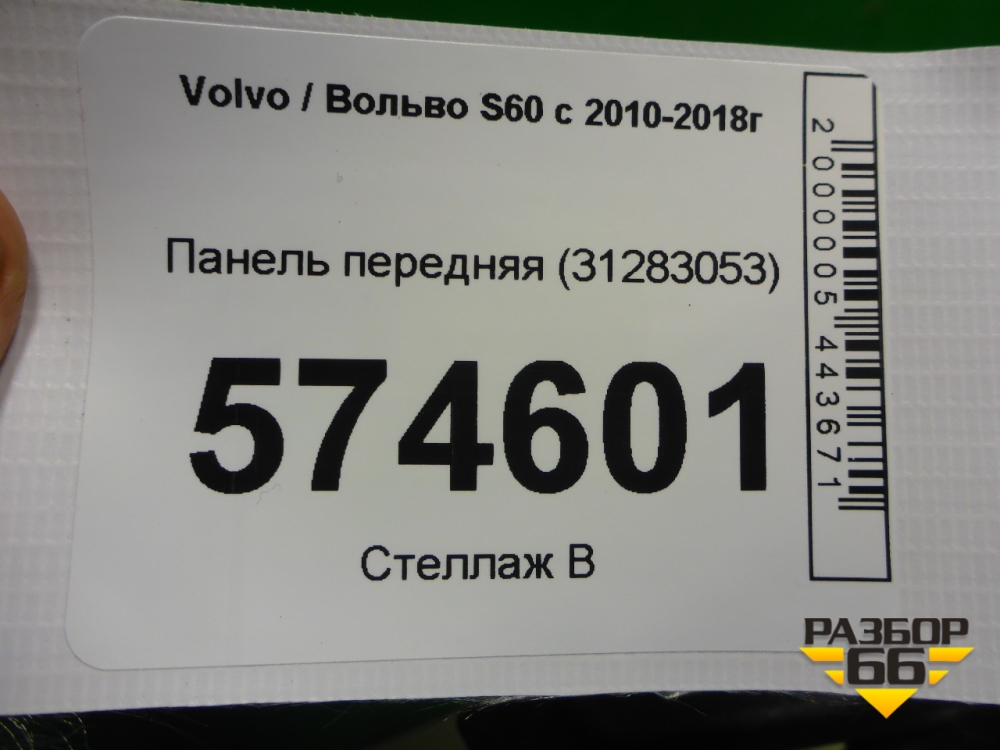 Volvo / Вольво S60 с 2010-2018г
Панель передняя (31283053)
574601
Стеллаж В
2000005443671
РАЗБОР
66